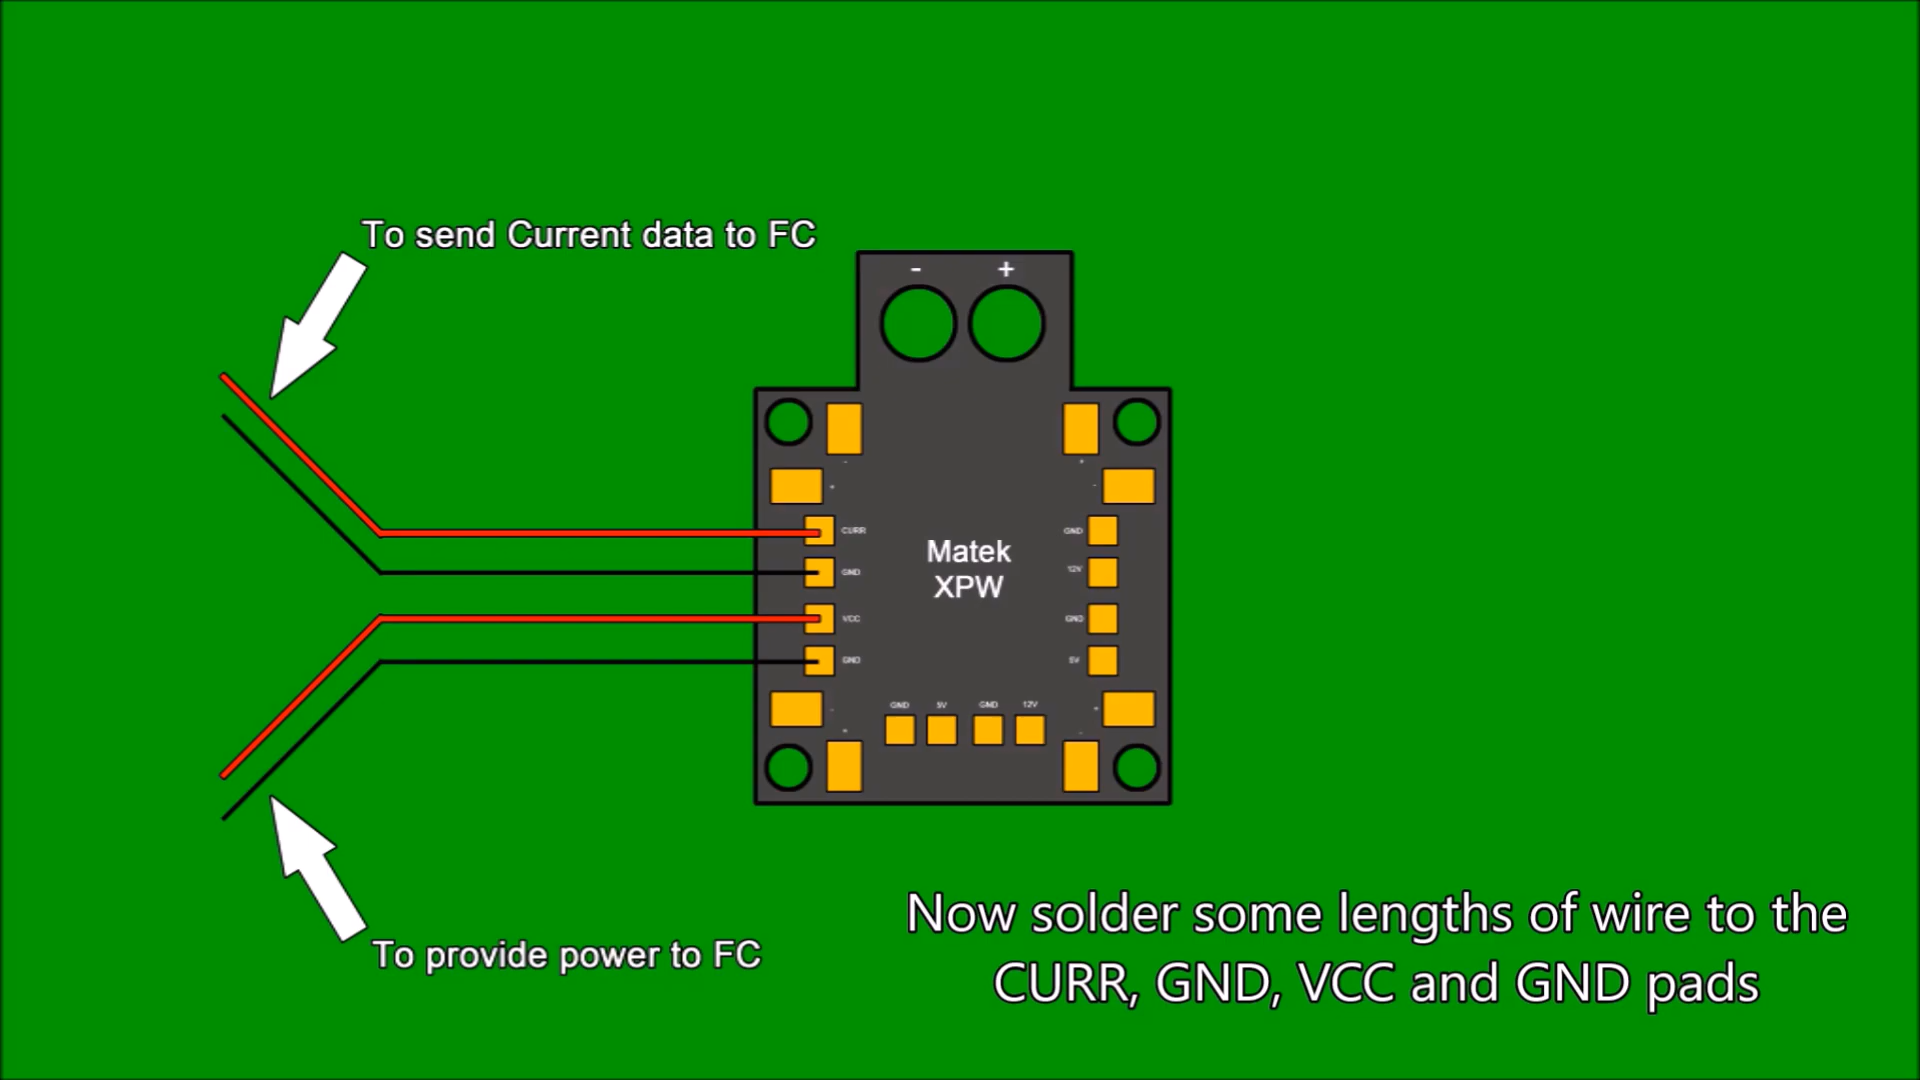 To send Current data to FC
- +
- +
+ -
CURR GND
Matek
GND 12V
XPW
VCC GND
GND 5V
- +
GND 5V GND 12V
+ -
To provide power to FC
Now solder some lengths of wire to the
CURR, GND, VCC and GND pads